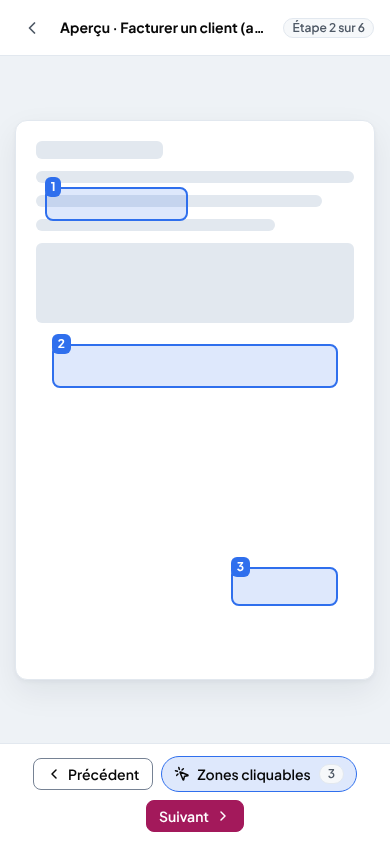 Aperçu · Facturer un client (a…
Étape 2 sur 6
1
2
3
Précédent
Zones cliquables 3
Suivant